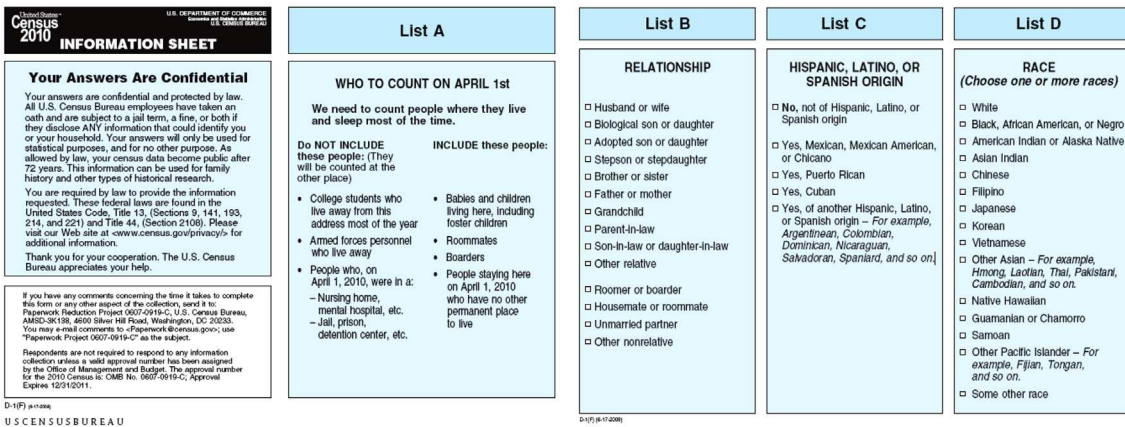 United States™
Census
2010
U.S. DEPARTMENT OF COMMERCE
Economics and Statistics Administration
U.S. CENSUS BUREAU
INFORMATION SHEET
Your Answers Are Confidential
Your answers are confidential and protected by law.
All U.S. Census Bureau employees have taken an
oath and are subject to a jail term, a fine, or both if
they disclose ANY information that could identify you
or your household. Your answers will only be used for
statistical purposes, and for no other purpose. As
allowed by law, your census data become public after
72 years. This information can be used for family
history and other types of historical research.
You are required by law to provide the information
requested. These federal laws are found in the
United States Code, Title 13, (Sections 9, 141, 193,
214, and 221) and Title 44, (Section 2108). Please
visit our Web site at <www.census.gov/privacy/> for
additional information.
Thank you for your cooperation. The U.S. Census
Bureau appreciates your help.
If you have any comments concerning the time it takes to complete
this form or any other aspect of the collection, send it to:
Paperwork Reduction Project 0607-0919-C, U.S. Census Bureau,
AMSD-3K138, 4600 Silver Hill Road, Washington, DC 20233.
You may e-mail comments to <Paperwork@census.gov>; use
"Paperwork Project 0607-0919-C" as the subject.
Respondents are not required to respond to any information
collection unless a valid approval number has been assigned
by the Office of Management and Budget. The approval number
for the 2010 Census is: OMB No. 0607-0919-C; Approval
Expires 12/31/2011.
D-1(F) (6-17-2008)
USCENSUSBUREAU
List A
WHO TO COUNT ON APRIL 1st
We need to count people where they live
and sleep most of the time.
Do NOT INCLUDE
these people: (They
will be counted at the
other place)
• College students who
live away from this
address most of the year
• Armed forces personnel
who live away
• People who, on
April 1, 2010, were in a:
– Nursing home,
mental hospital, etc.
– Jail, prison,
detention center, etc.
INCLUDE these people:
• Babies and children
living here, including
foster children
• Roommates
• Boarders
• People staying here
on April 1, 2010
who have no other
permanent place
to live
List B
RELATIONSHIP
Husband or wife
Biological son or daughter
Adopted son or daughter
Stepson or stepdaughter
Brother or sister
Father or mother
Grandchild
Parent-in-law
Son-in-law or daughter-in-law
Other relative
Roomer or boarder
Housemate or roommate
Unmarried partner
Other nonrelative
D-1(F) (6-17-2008)
List C
HISPANIC, LATINO, OR
SPANISH ORIGIN
No, not of Hispanic, Latino, or
Spanish origin
Yes, Mexican, Mexican American,
or Chicano
Yes, Puerto Rican
Yes, Cuban
Yes, of another Hispanic, Latino,
or Spanish origin – For example,
Argentinean, Colombian,
Dominican, Nicaraguan,
Salvadoran, Spaniard, and so on.
List D
RACE
(Choose one or more races)
White
Black, African American, or Negro
American Indian or Alaska Native
Asian Indian
Chinese
Filipino
Japanese
Korean
Vietnamese
Other Asian – For example,
Hmong, Laotian, Thai, Pakistani,
Cambodian, and so on.
Native Hawaiian
Guamanian or Chamorro
Samoan
Other Pacific Islander – For
example, Fijian, Tongan,
and so on.
Some other race